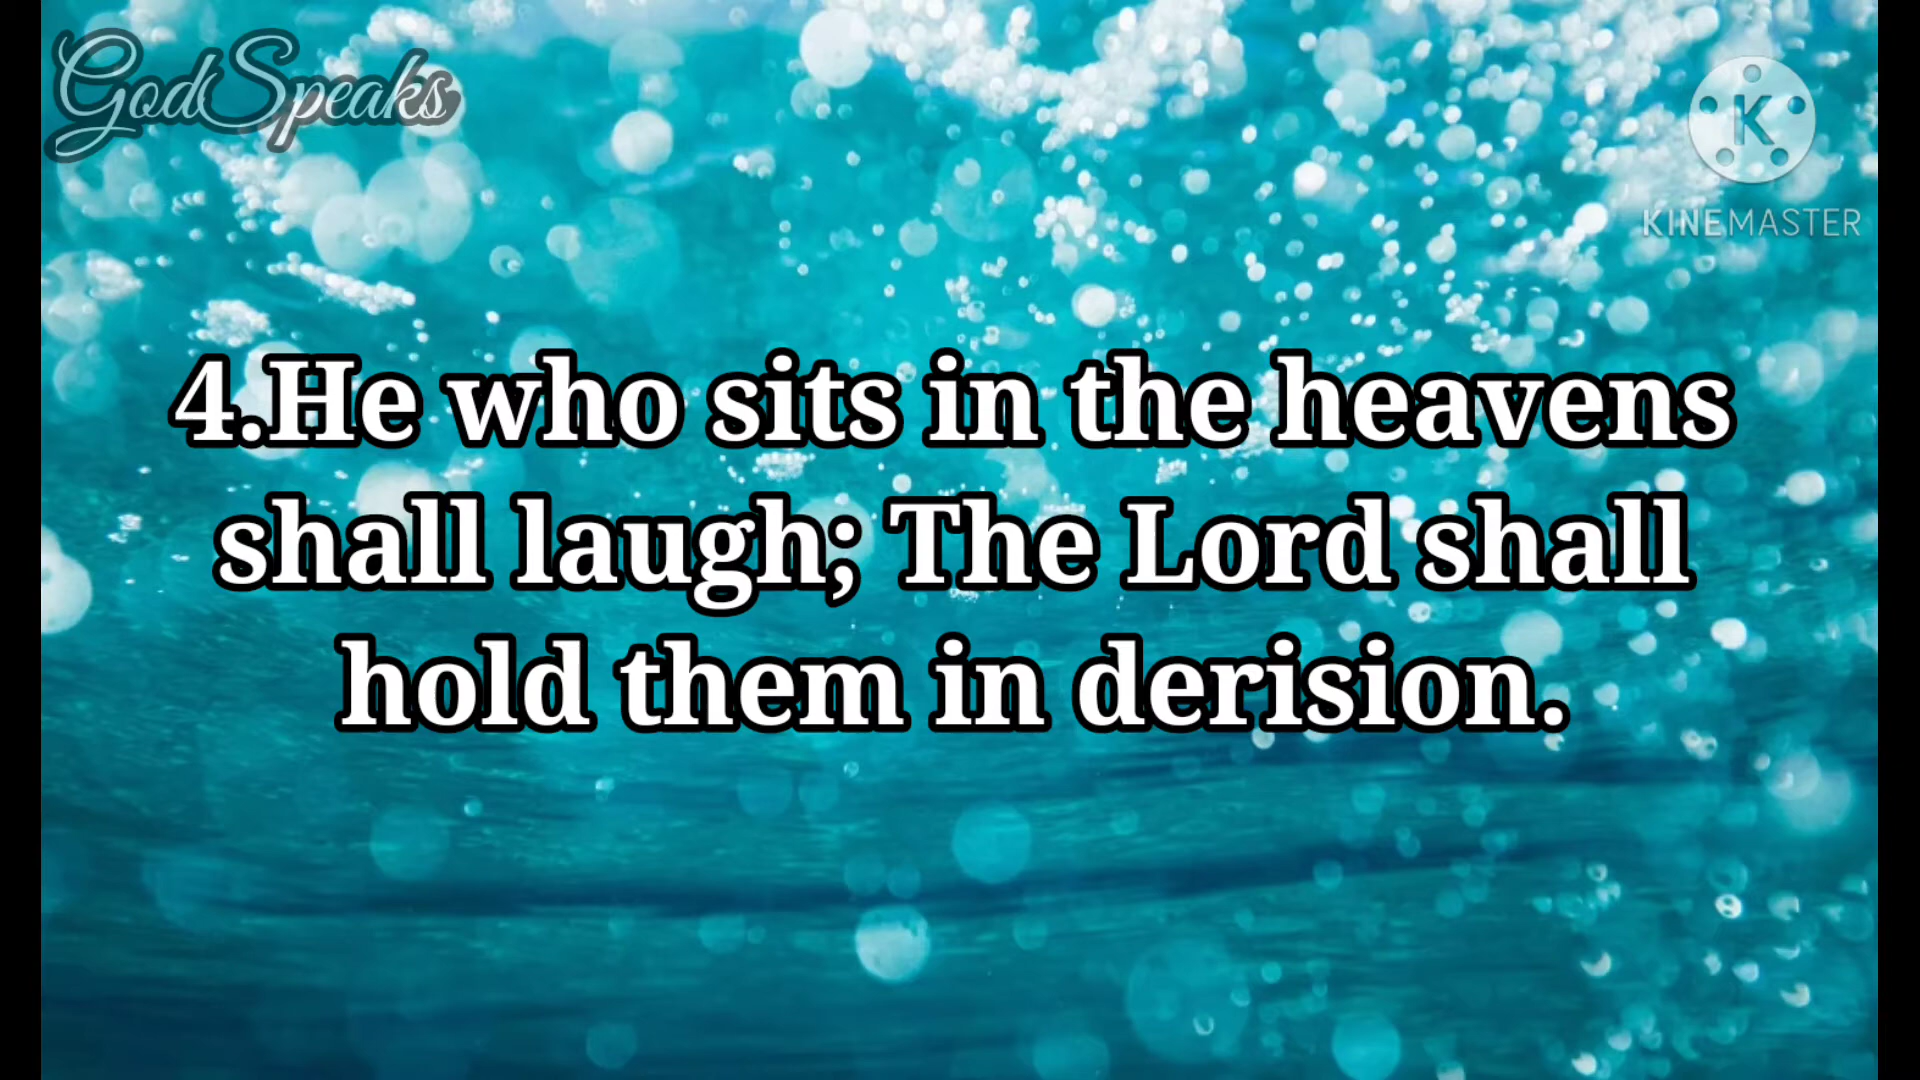 GodSpeaks
K
KINEMASTER
4.He who sits in the heavens
shall laugh; The Lord shall
hold them in derision.